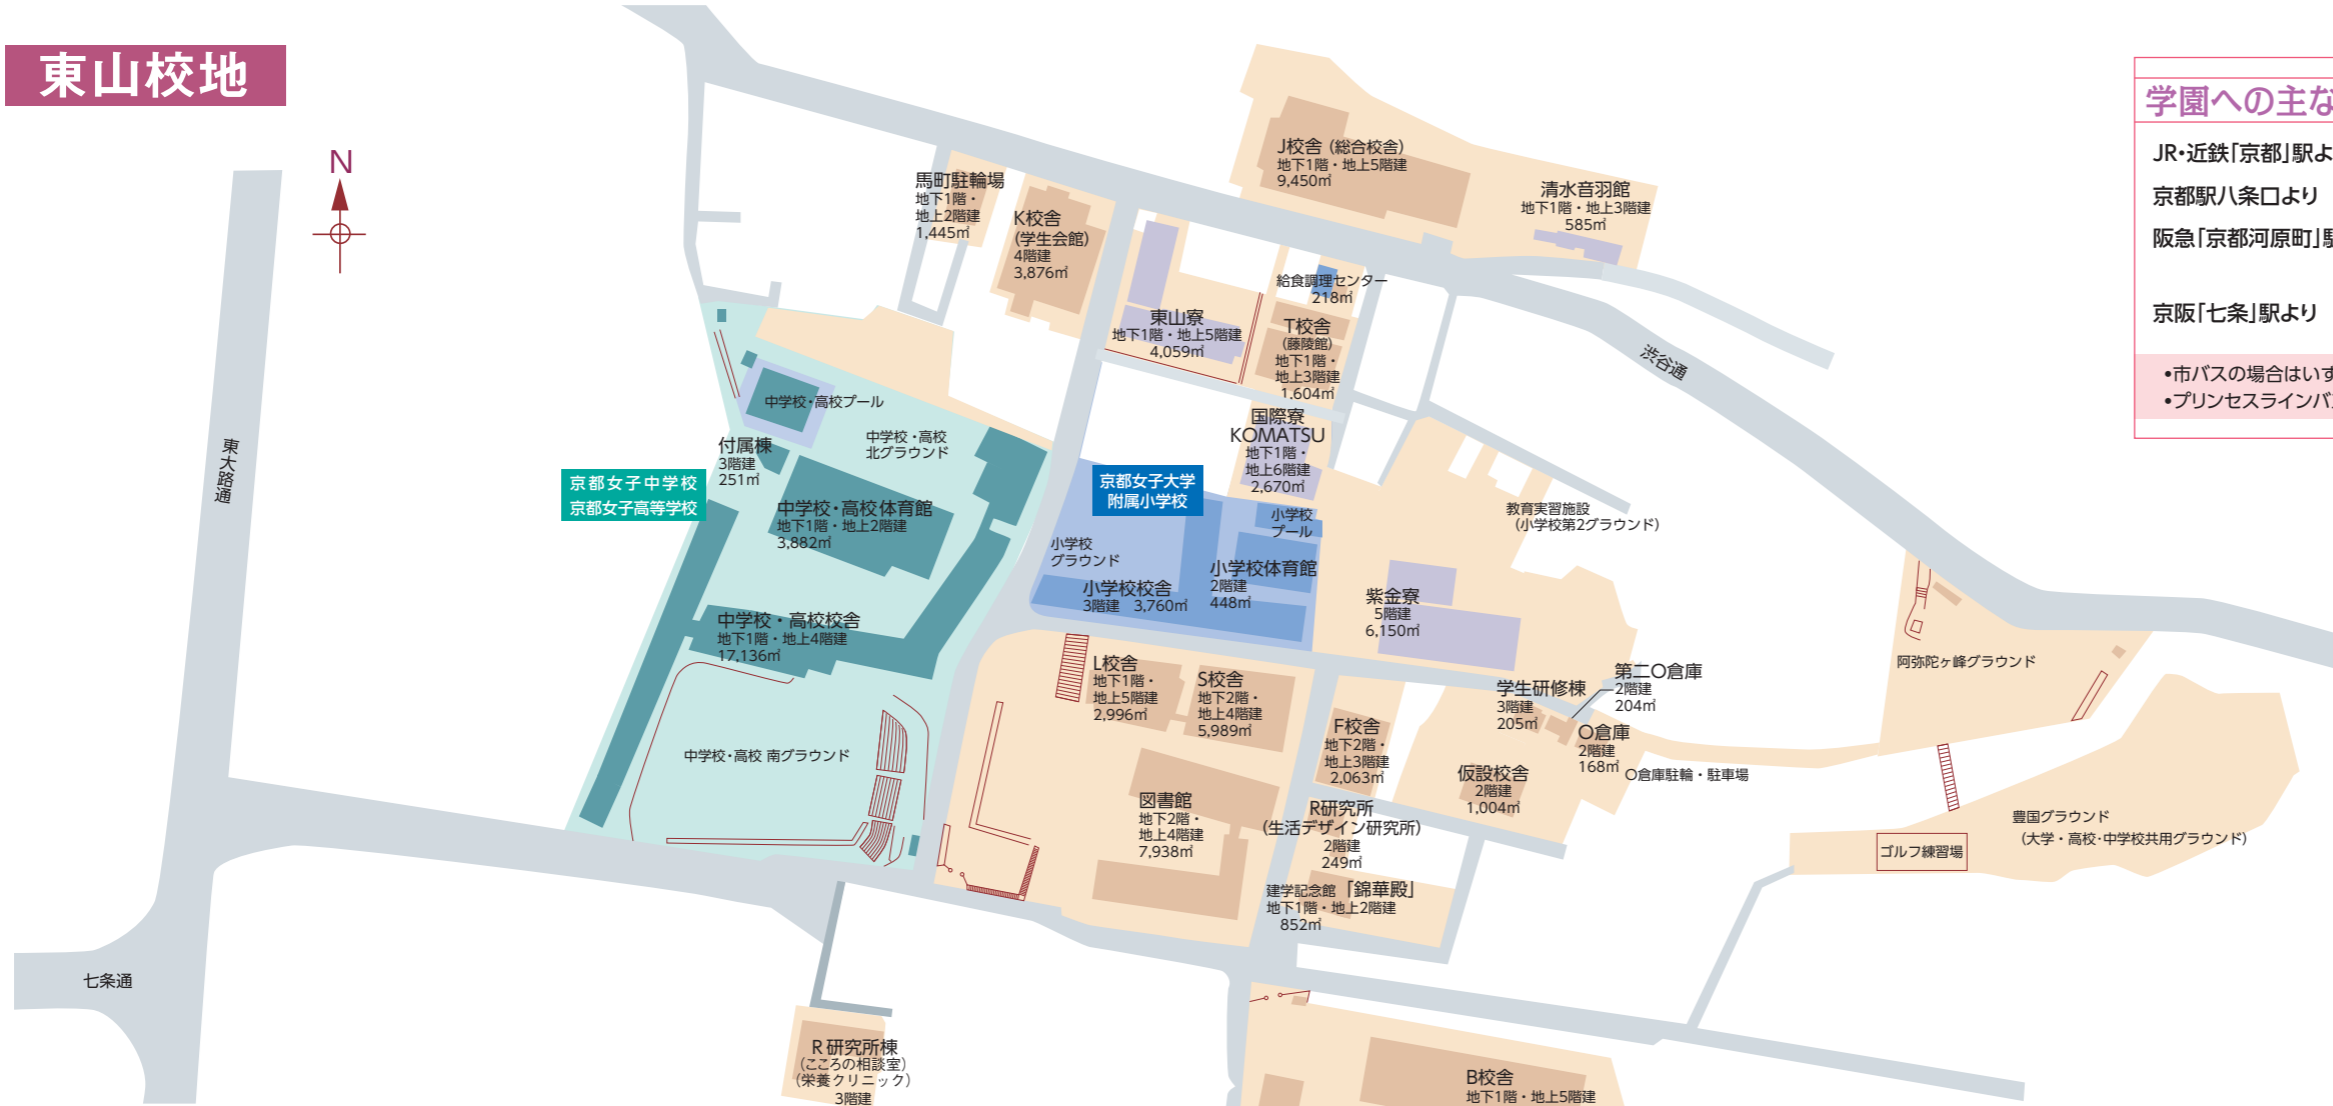 東山校地
N
学園への主な
JR・近鉄「京都」駅よ
京都駅八条口より
阪急「京都河原町」駅
京阪「七条」駅より
•市バスの場合はいず
•プリンセスラインバ
J校舎 (総合校舎)
地下1階・地上5階建
9,450㎡
清水音羽館
地下1階・地上3階建
585㎡
馬町駐輪場
地下1階・
地上2階建
1,445㎡
K校舎
(学生会館)
4階建
3,876㎡
給食調理センター
218㎡
東山寮
地下1階・地上5階建
4,059㎡
T校舎
(藤陵館)
地下1階・
地上3階建
1,604㎡
渋谷通
中学校・高校プール
国際寮
KOMATSU
地下1階・
地上6階建
2,670㎡
東大路通
付属棟
3階建
251㎡
中学校・高校
北グラウンド
京都女子中学校
京都女子高等学校
京都女子大学
附属小学校
中学校・高校体育館
地下1階・地上2階建
3,882㎡
小学校
プール
教育実習施設
(小学校第2グラウンド)
小学校
グラウンド
小学校体育館
2階建
448㎡
小学校校舎
3階建 3,760㎡
紫金寮
5階建
6,150㎡
中学校・高校校舎
地下1階・地上4階建
17,136㎡
L校舎
地下1階・
地上5階建
2,996㎡
S校舎
地下2階・
地上4階建
5,989㎡
学生研修棟
3階建
205㎡
第二O倉庫
2階建
204㎡
阿弥陀ヶ峰グラウンド
F校舎
地下2階・
地上3階建
2,063㎡
O倉庫
2階建
168㎡
O倉庫駐輪・駐車場
中学校・高校 南グラウンド
仮設校舎
2階建
1,004㎡
図書館
地下2階・
地上4階建
7,938㎡
R研究所
(生活デザイン研究所)
2階建
249㎡
豊国グラウンド
(大学・高校・中学校共用グラウンド)
ゴルフ練習場
建学記念館「錦華殿」
地下1階・地上2階建
852㎡
七条通
R 研究所棟
(こころの相談室)
(栄養クリニック)
3階建
B校舎
地下1階・地上5階建